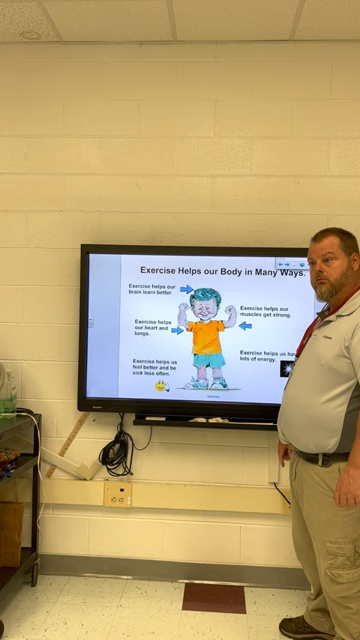 Exercise Helps our Body in Many Ways.
Exercise helps our
brain learn better.
Exercise helps our
muscles get strong.
Exercise helps
our heart and
lungs.
Exercise helps us
feel better and be
sick less often.
Exercise helps us ha
lots of energy.